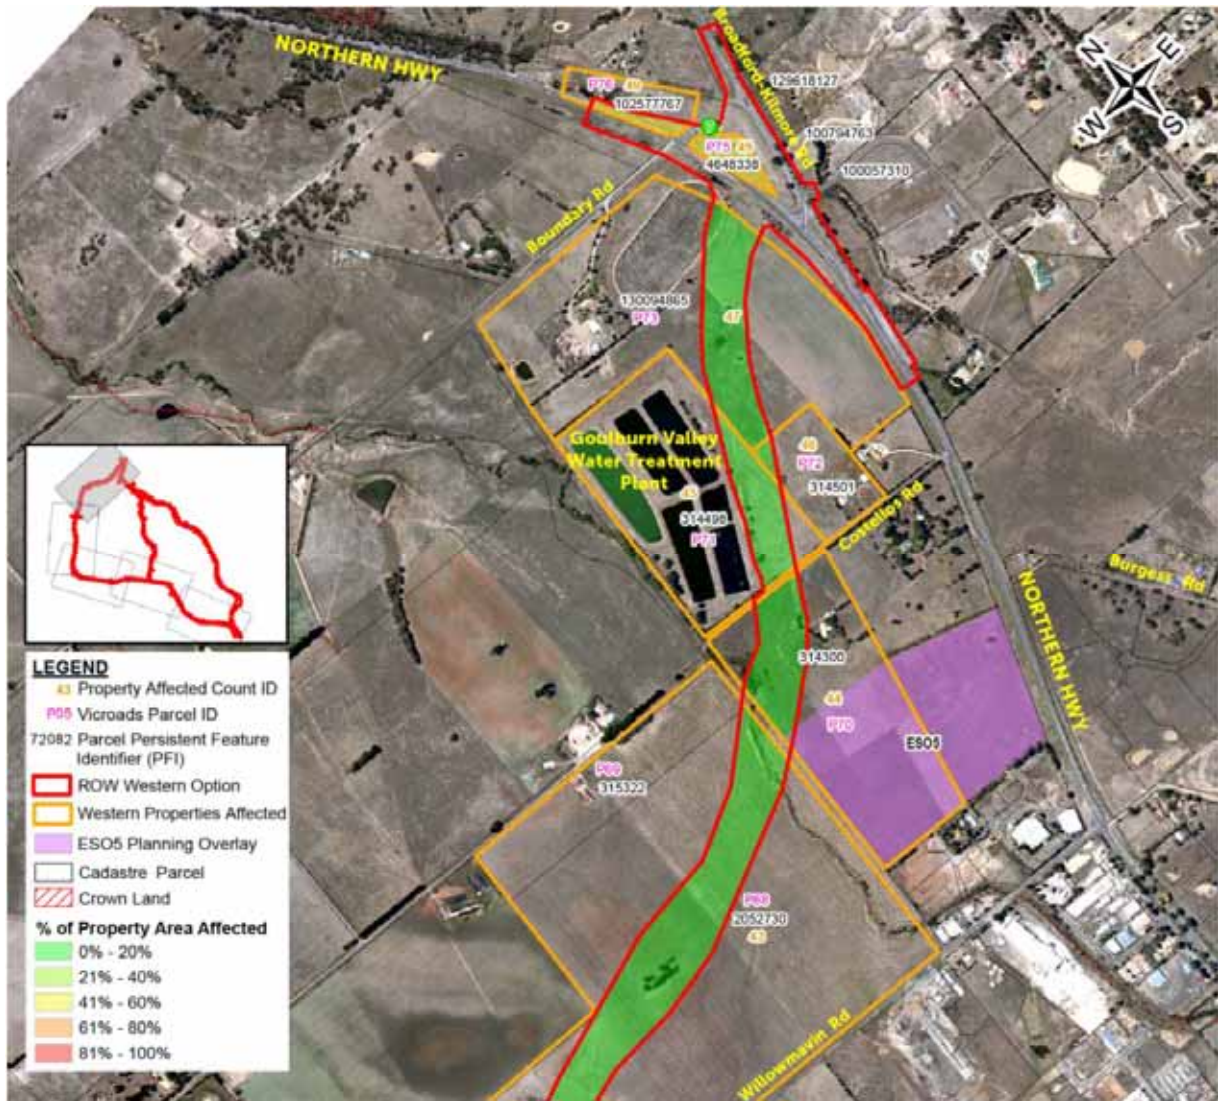 NORTHERN HWY
Broadford-Kilmore Rd
N
E
W
S
P76 49
102577767
129618127
P75 45
4648338
100794763
100057310
Boundary Rd
130094865
P73
47
Goulburn Valley
Water Treatment
Plant
48
P72
314501
45
314498
P71
Costellos Rd
Burgess Rd
NORTHERN HWY
314300
44
P70
ESO5
P69
315322
P68
2052730
43
Willowmavin Rd
LEGEND
43 Property Affected Count ID
P05 Vicroads Parcel ID
72082 Parcel Persistent Feature
Identifier (PFI)
ROW Western Option
Western Properties Affected
ESO5 Planning Overlay
Cadastre Parcel
Crown Land
% of Property Area Affected
0% - 20%
21% - 40%
41% - 60%
61% - 80%
81% - 100%